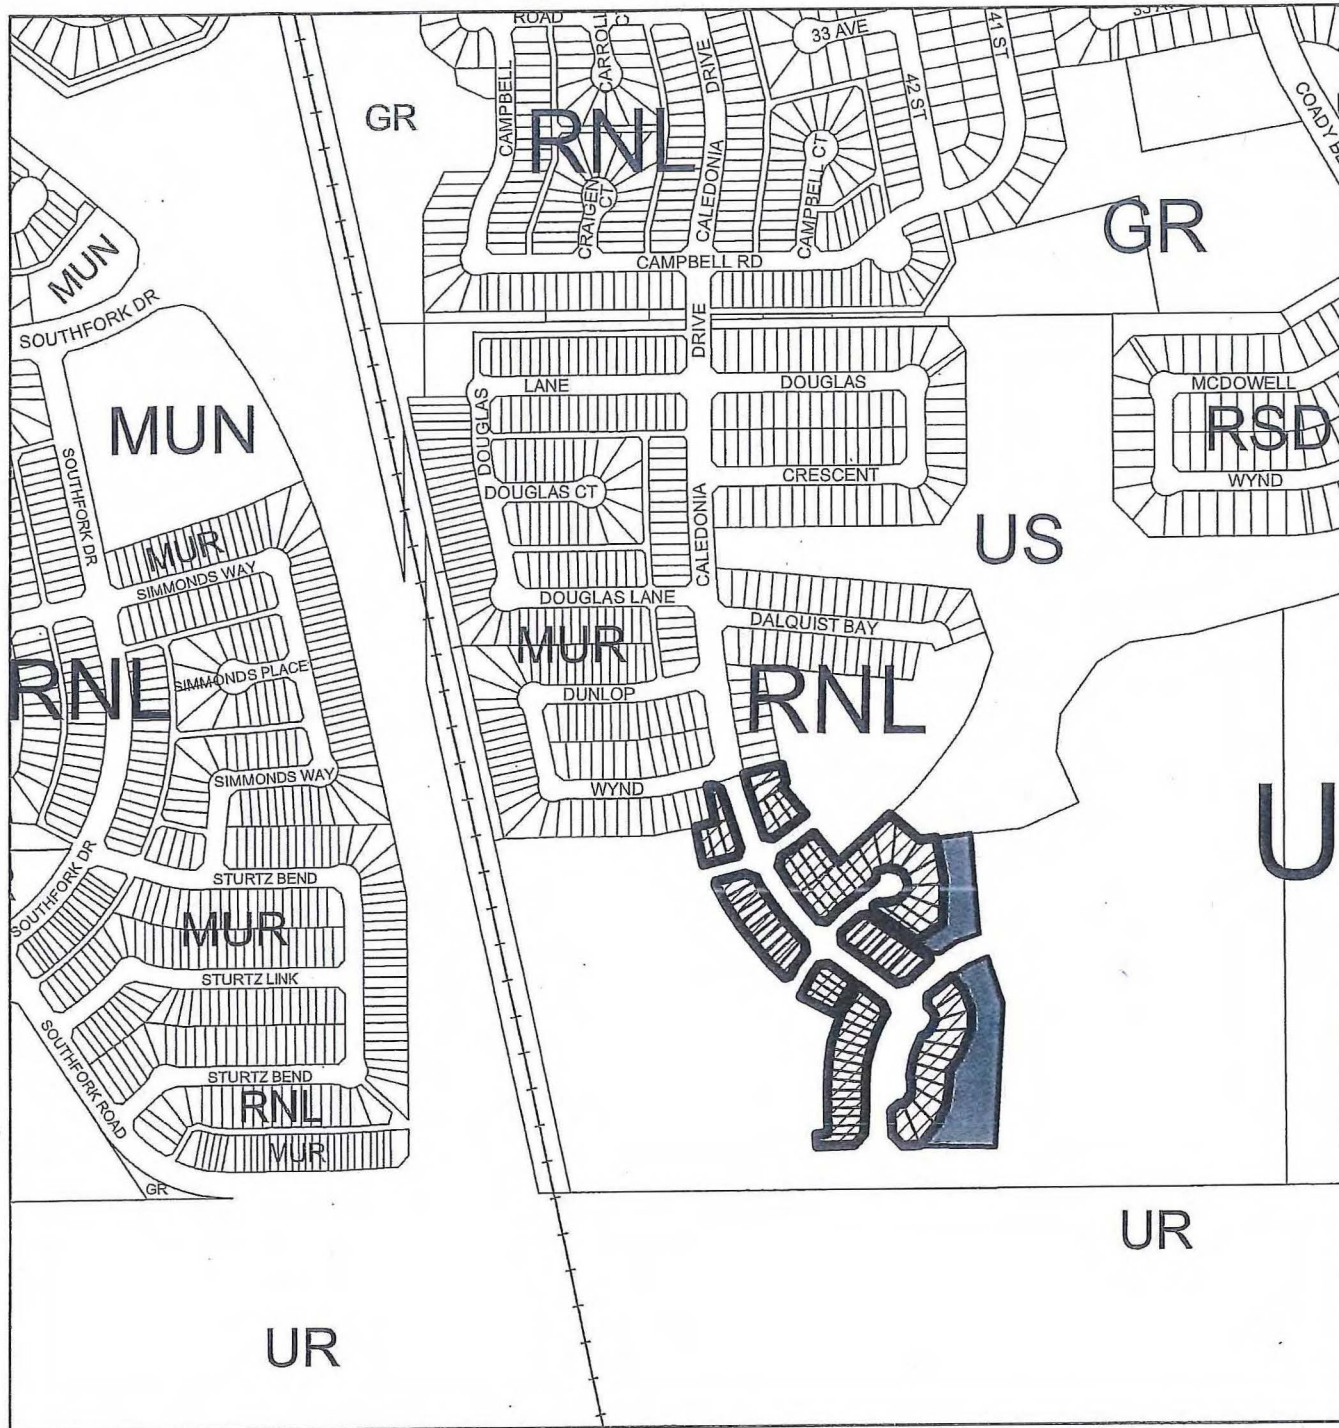 ROAD
CARROLL
CT
33 AVE
41 ST
33 AV
CAMPBELL
DRIVE
42 ST
COADY B
GR
RNL
CRAIGEN
CT
CALEDONIA
CAMPBELL CT
GR
MUN
CAMPBELL RD
SOUTHFORK DR
DRIVE
LANE
DOUGLAS
MCDOWELL
MUN
DOUGLAS
RSD
SOUTHFORK DR
DOUGLAS CT
CRESCENT
WYND
CALEDONIA
US
MUR
SIMMONDS WAY
DOUGLAS LANE
DALQUIST BAY
MUR
RNL
SIMMONDS PLACE
DUNLOP
RNL
SIMMONDS WAY
WYND
U
SOUTHFORK DR
STURTZ BEND
MUR
STURTZ LINK
SOUTHFORK ROAD
STURTZ BEND
RNL
MUR
GR
UR
UR